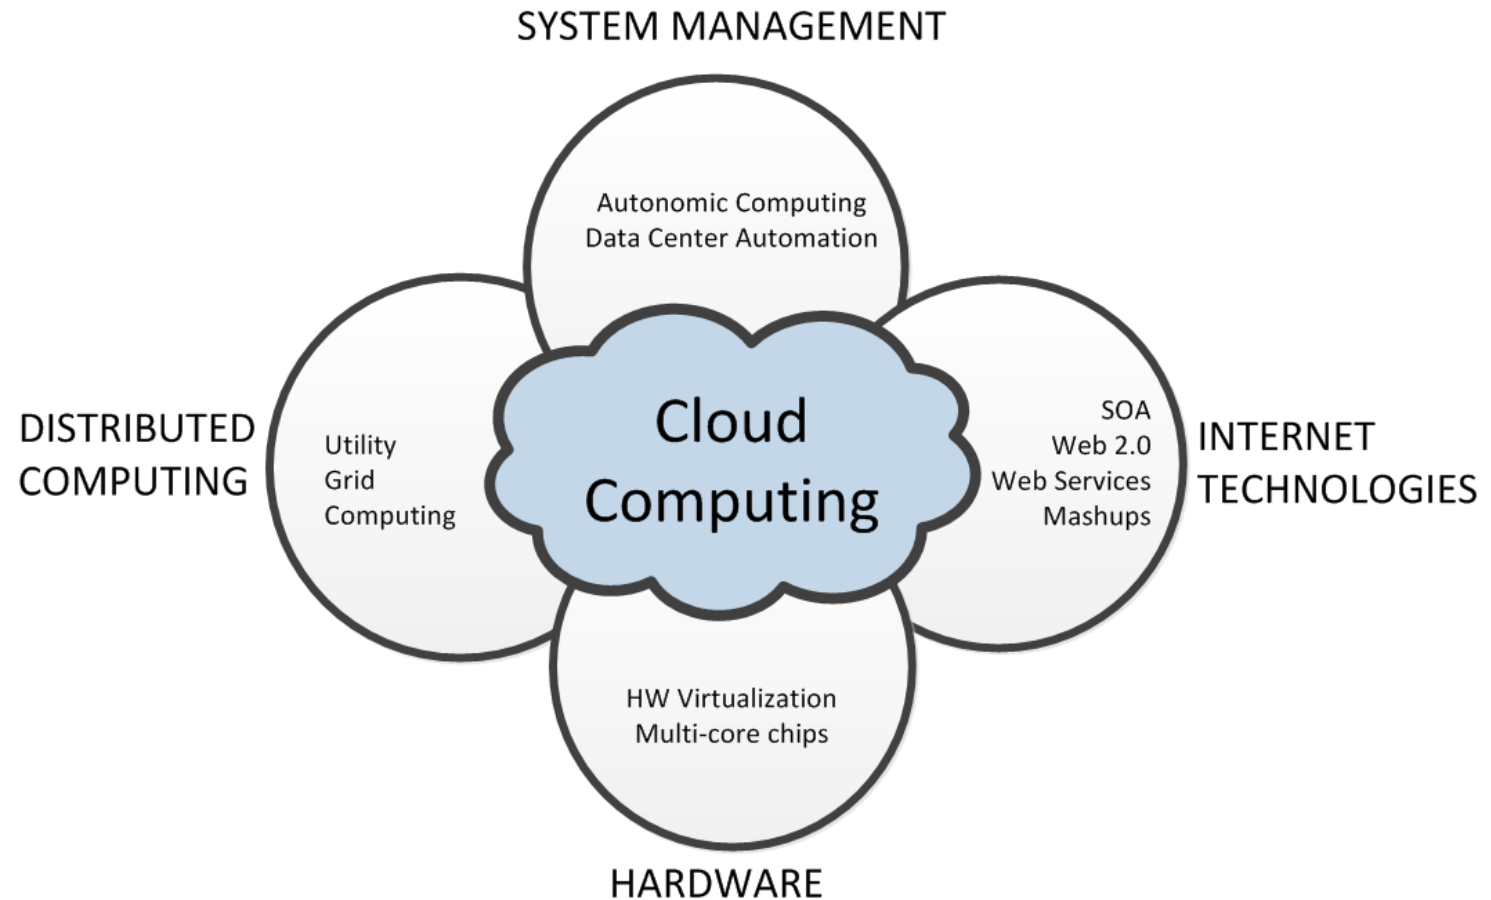 SYSTEM MANAGEMENT
Autonomic Computing
Data Center Automation
DISTRIBUTED
COMPUTING
Utility
Grid
Computing
Cloud
Computing
SOA
Web 2.0
Web Services
Mashups
INTERNET
TECHNOLOGIES
HW Virtualization
Multi-core chips
HARDWARE